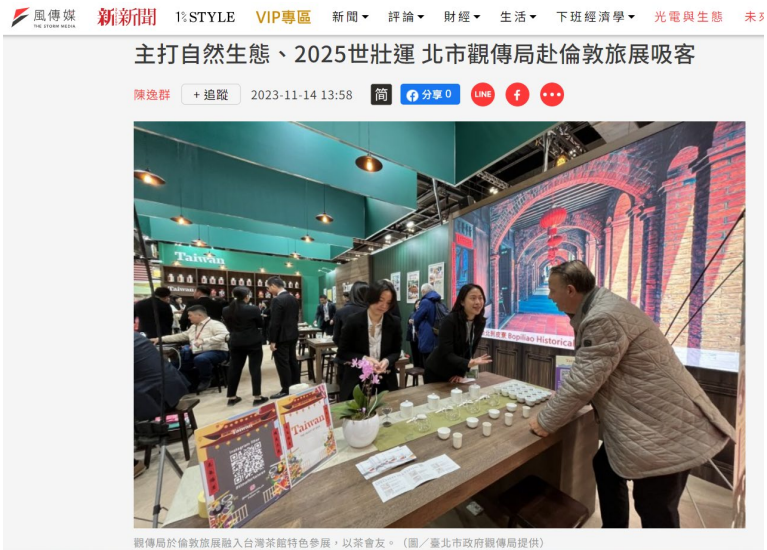 風傳媒
THE STORM MEDIA
新新聞
1%STYLE
VIP專區
新聞
評論
財經
生活
下班經濟學
光電與生態
主打自然生態、2025世壯運 北市觀傳局赴倫敦旅展吸客
陳逸群
+ 追蹤
2023-11-14 13:58
简
分享 0
LINE
Taiwan
Bopiliao Historical
Taiwan
觀傳局於倫敦旅展融入台灣茶館特色參展，以茶會友。（圖／臺北市政府觀傳局提供）